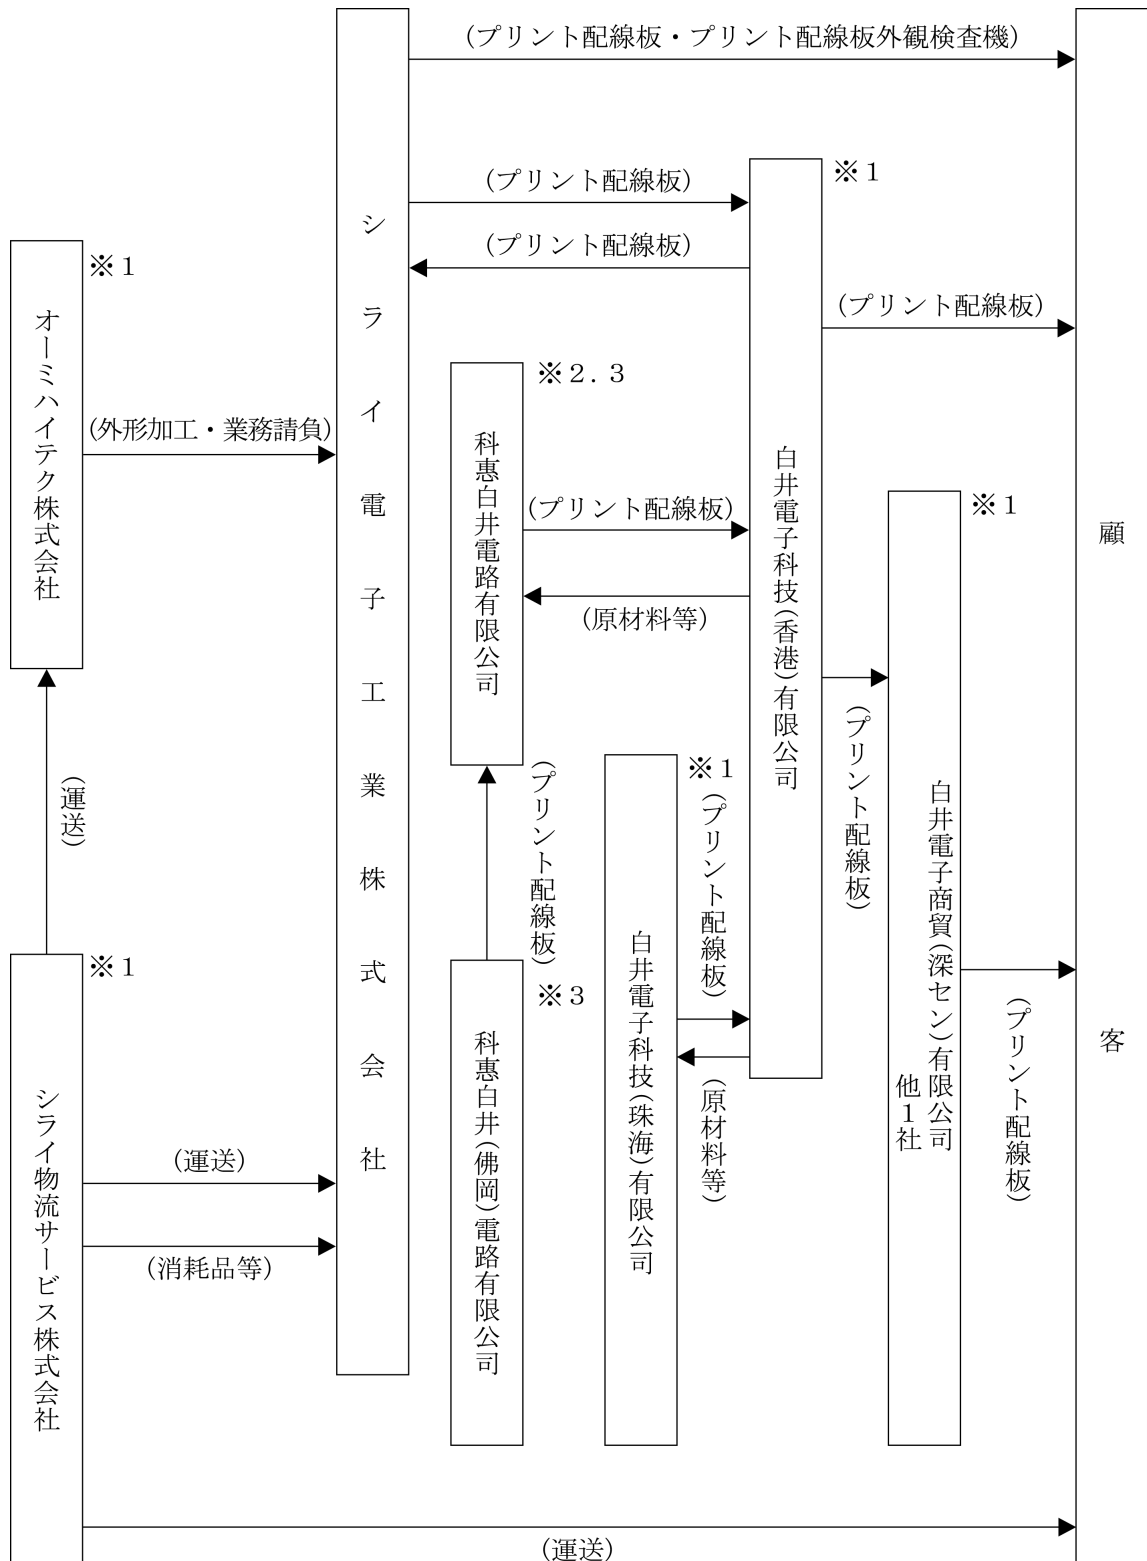 (プリント配線板・プリント配線板外観検査機)
※1
(プリント配線板)
シライ電子工業株式会社
(プリント配線板)
※1
(プリント配線板)
オーミハイテク株式会社
※2.3
(外形加工・業務請負)
科惠白井電路有限公司
白井電子科技(香港)有限公司
※1
(プリント配線板)
顧客
(原材料等)
(プリント配線板)
※1
(プリント配線板)
(プリント配線板)
(運送)
白井電子商貿(深セン)有限公司
他1社
白井電子科技(珠海)有限公司
※1
※3
(プリント配線板)
科惠白井(佛岡)電路有限公司
(原材料等)
シライ物流サービス株式会社
(運送)
(消耗品等)
(運送)